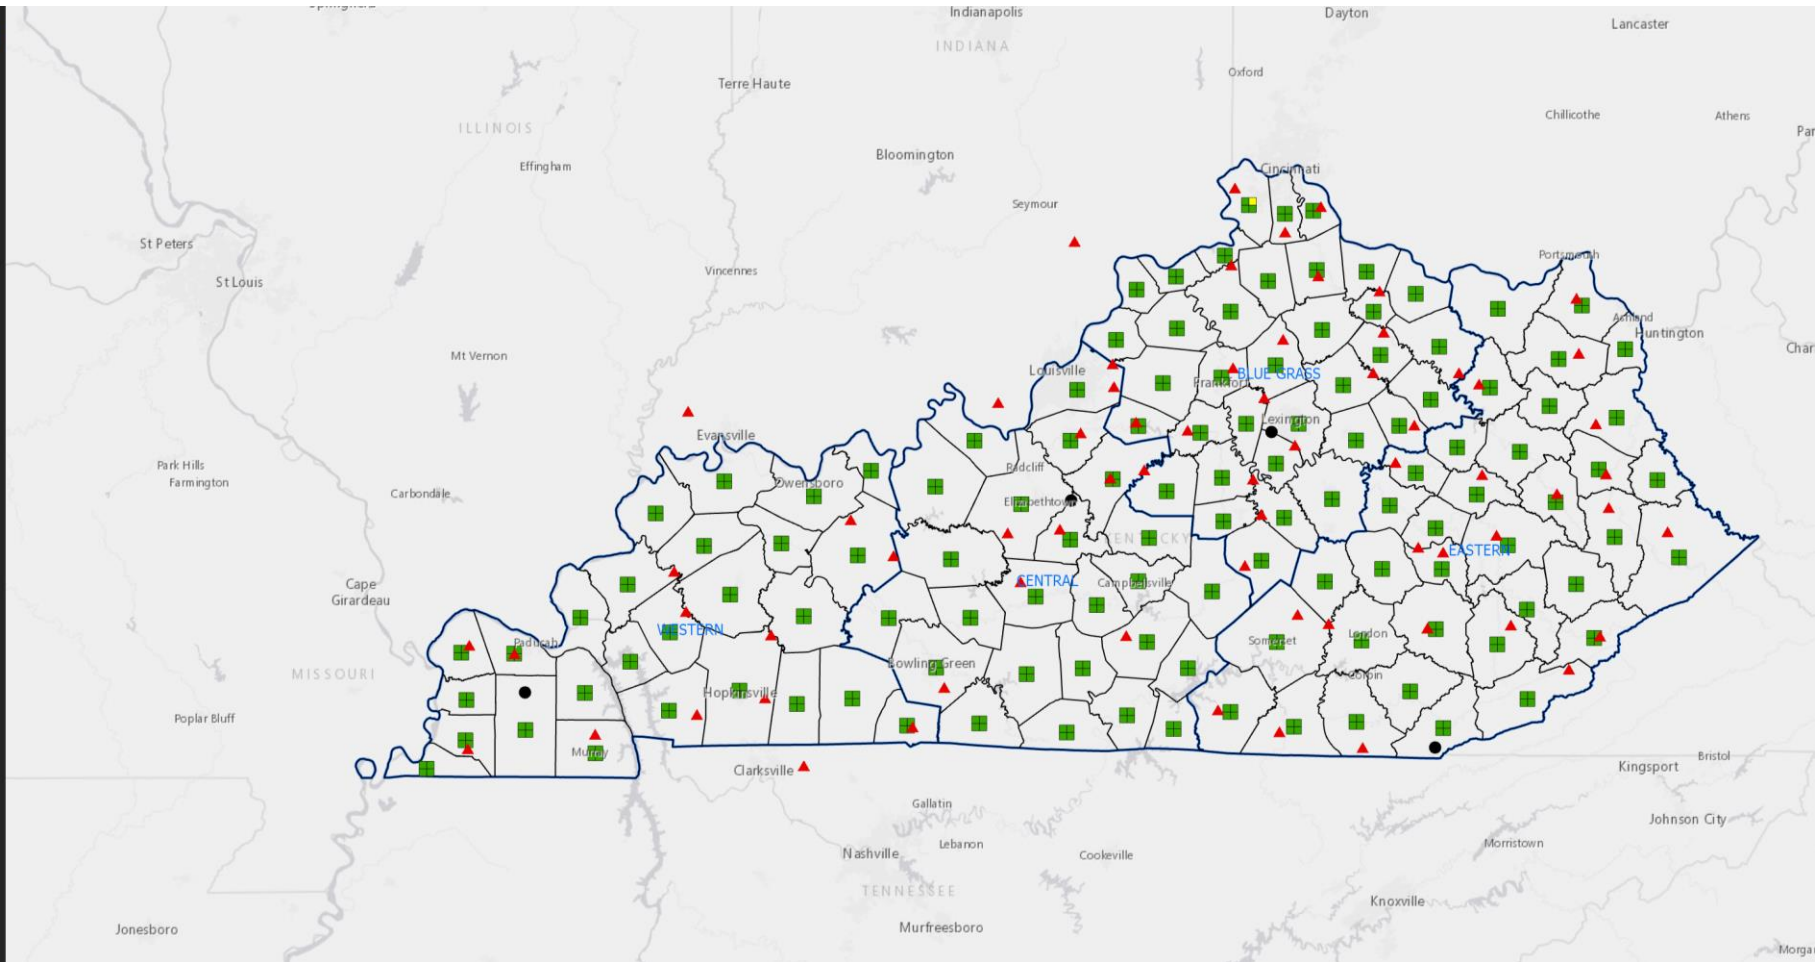 Indianapolis
Dayton
Lancaster
INDIANA
Oxford
Terre Haute
Chillicothe
Athens
ILLINOIS
Effingham
Bloomington
Cincinnati
Seymour
St Peters
Portsmouth
Vincennes
St Louis
Ashland
Huntington
Mt Vernon
Louisville
Frankfort
BLUE GRASS
Lexington
Evansville
Park Hills
Farmington
Radcliff
Owensboro
Carbondale
Elizabethtown
KENTUCKY
EASTERN
Cape
Girardeau
CENTRAL
Campbellsville
WESTERN
Paducah
Somerset
London
MISSOURI
Bowling Green
Corbin
Hopkinsville
Poplar Bluff
Murray
Clarksville
Bristol
Kingsport
Gallatin
Johnson City
Nashville
Lebanon
Cookeville
Morristown
TENNESSEE
Knoxville
Jonesboro
Murfreesboro